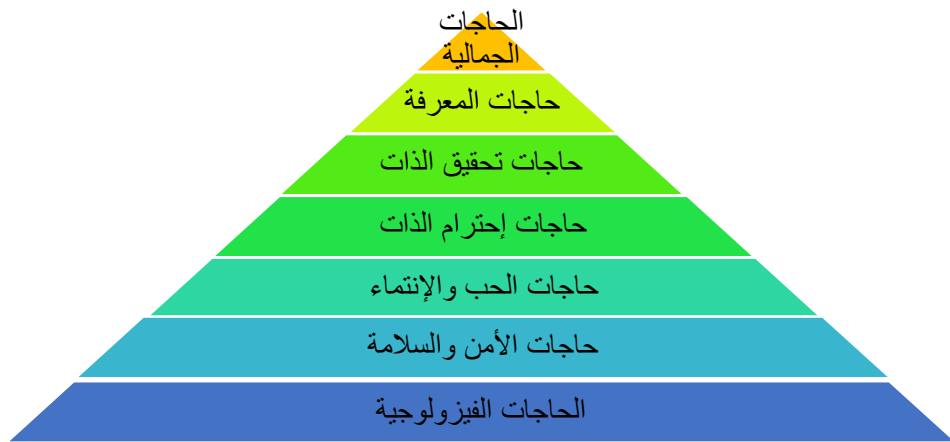 الحاجات
الجمالية
حاجات المعرفة
حاجات تحقيق الذات
حاجات إحترام الذات
حاجات الحب والإنتماء
حاجات الأمن والسلامة
الحاجات الفيزولوجية